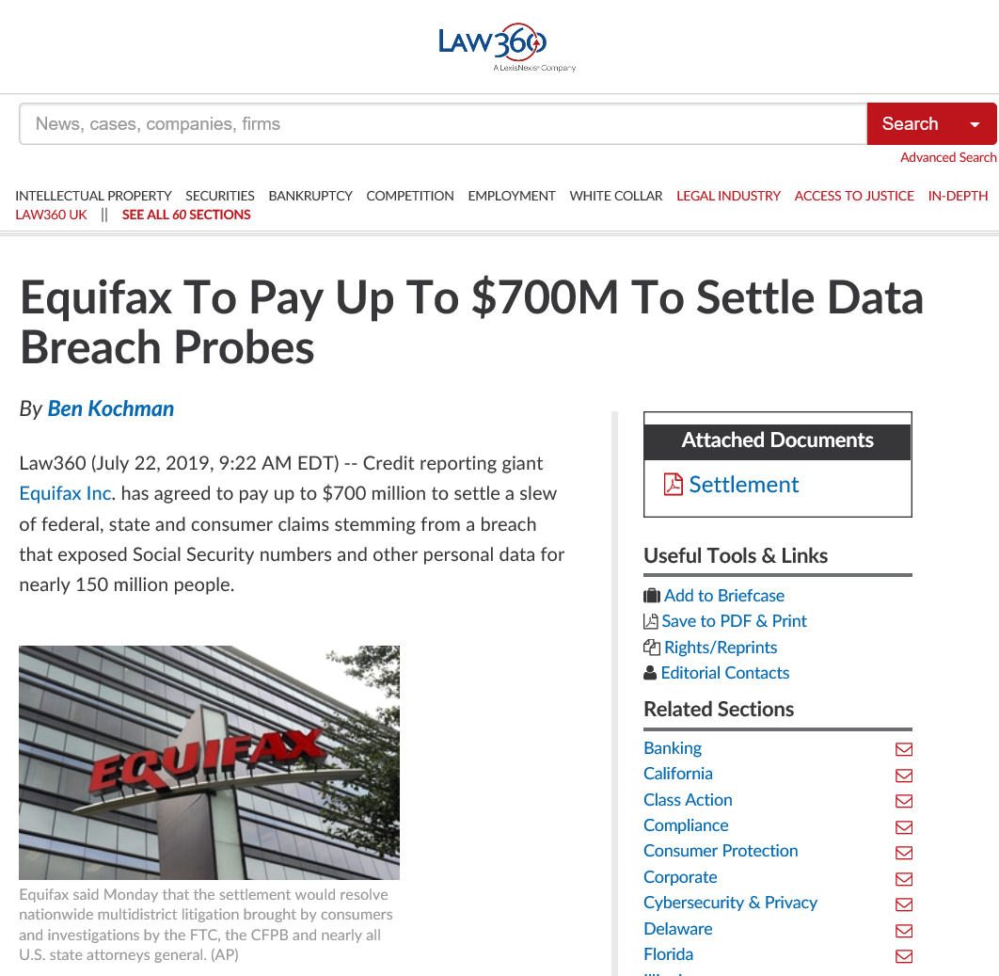 LAW360
A LexisNexis® Company
News, cases, companies, firms
Search
Advanced Search
INTELLECTUAL PROPERTY SECURITIES BANKRUPTCY COMPETITION EMPLOYMENT WHITE COLLAR LEGAL INDUSTRY ACCESS TO JUSTICE IN-DEPTH
LAW360 UK || SEE ALL 60 SECTIONS
Equifax To Pay Up To $700M To Settle Data
Breach Probes
By Ben Kochman
Law360 (July 22, 2019, 9:22 AM EDT) -- Credit reporting giant
Equifax Inc. has agreed to pay up to $700 million to settle a slew
of federal, state and consumer claims stemming from a breach
that exposed Social Security numbers and other personal data for
nearly 150 million people.
EQUIFAX
Equifax said Monday that the settlement would resolve
nationwide multidistrict litigation brought by consumers
and investigations by the FTC, the CFPB and nearly all
U.S. state attorneys general. (AP)
Attached Documents
Settlement
Useful Tools & Links
Add to Briefcase
Save to PDF & Print
Rights/Reprints
Editorial Contacts
Related Sections
Banking
California
Class Action
Compliance
Consumer Protection
Corporate
Cybersecurity & Privacy
Delaware
Florida